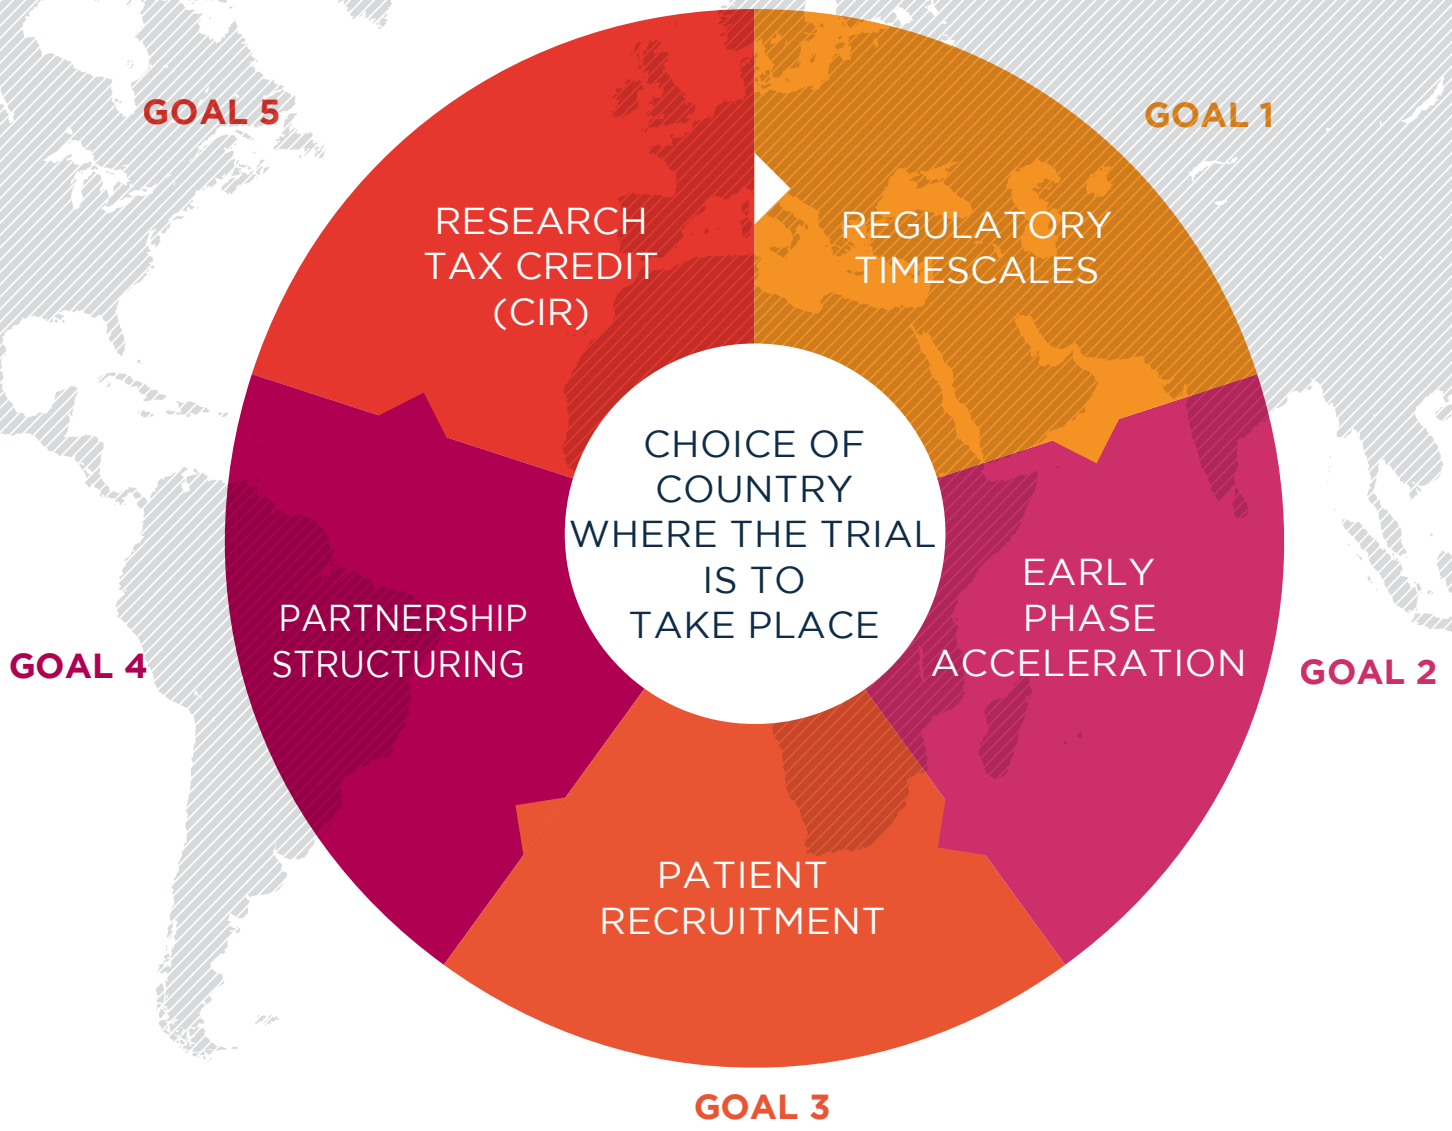 GOAL 1
REGULATORY
TIMESCALES
GOAL 2
EARLY
PHASE
ACCELERATION
GOAL 3
PATIENT
RECRUITMENT
GOAL 4
PARTNERSHIP
STRUCTURING
GOAL 5
RESEARCH
TAX CREDIT
(CIR)
CHOICE OF
COUNTRY
WHERE THE TRIAL
IS TO
TAKE PLACE